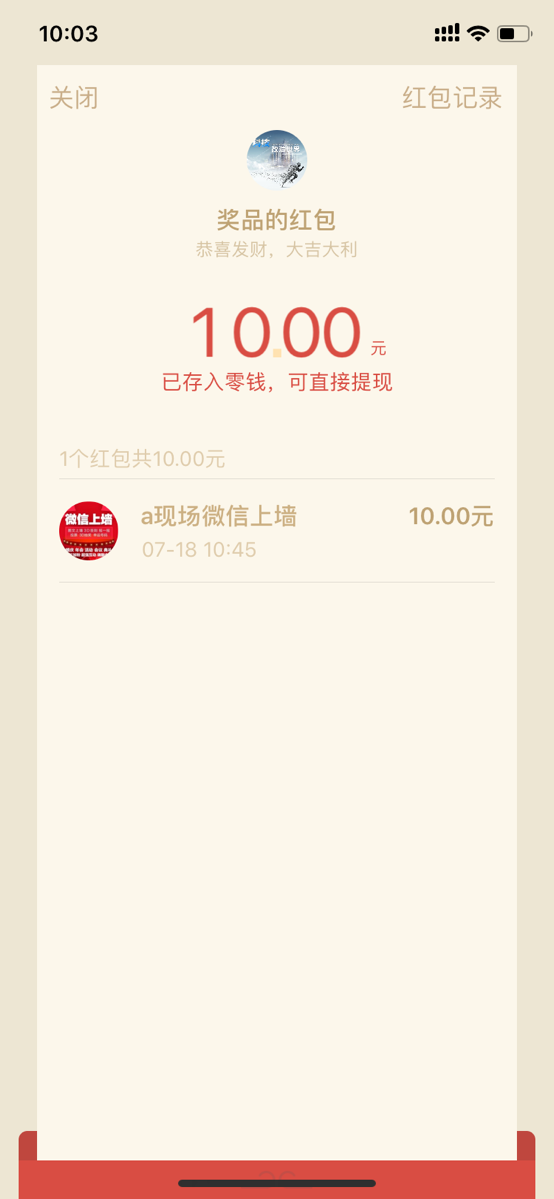 10:03
关闭
红包记录
奖品的红包
恭喜发财，大吉大利
10.00 元
已存入零钱，可直接提现
1个红包共10.00元
微信上墙
a现场微信上墙
10.00元
07-18 10:45